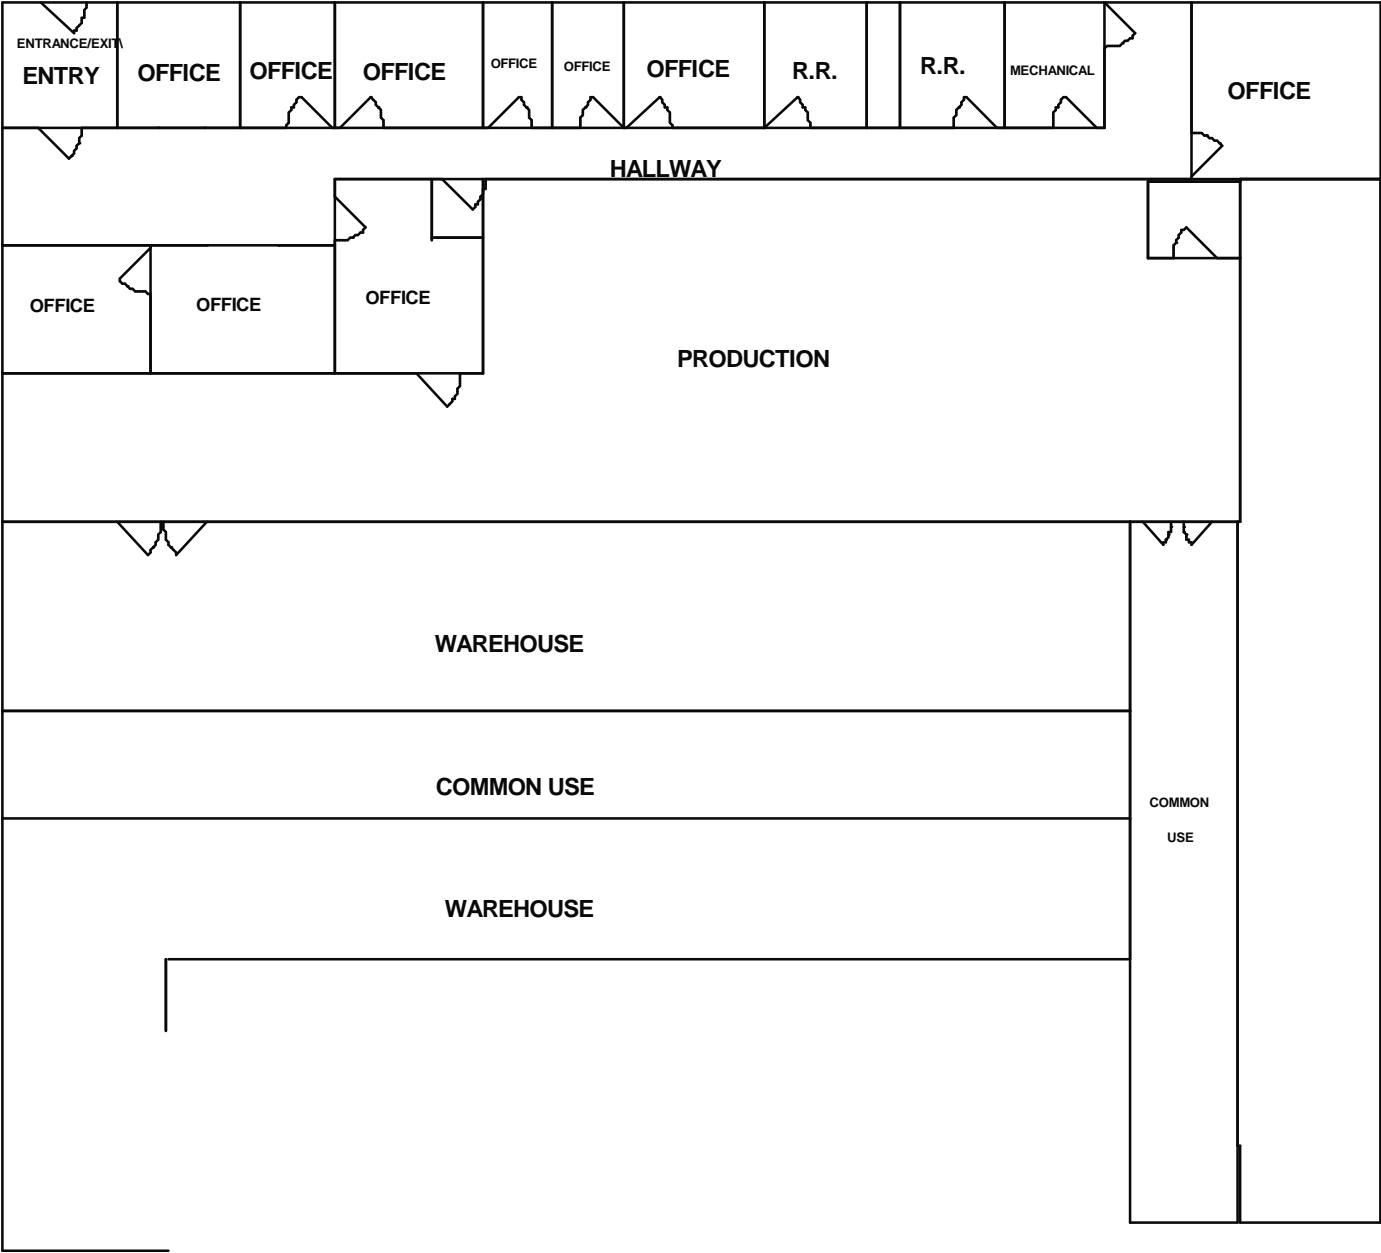 ENTRANCE/EXIT\
ENTRY
OFFICE
OFFICE
OFFICE
OFFICE
OFFICE
OFFICE
R.R.
R.R.
MECHANICAL
OFFICE
HALLWAY
OFFICE
OFFICE
OFFICE
PRODUCTION
WAREHOUSE
COMMON USE
COMMON
USE
WAREHOUSE